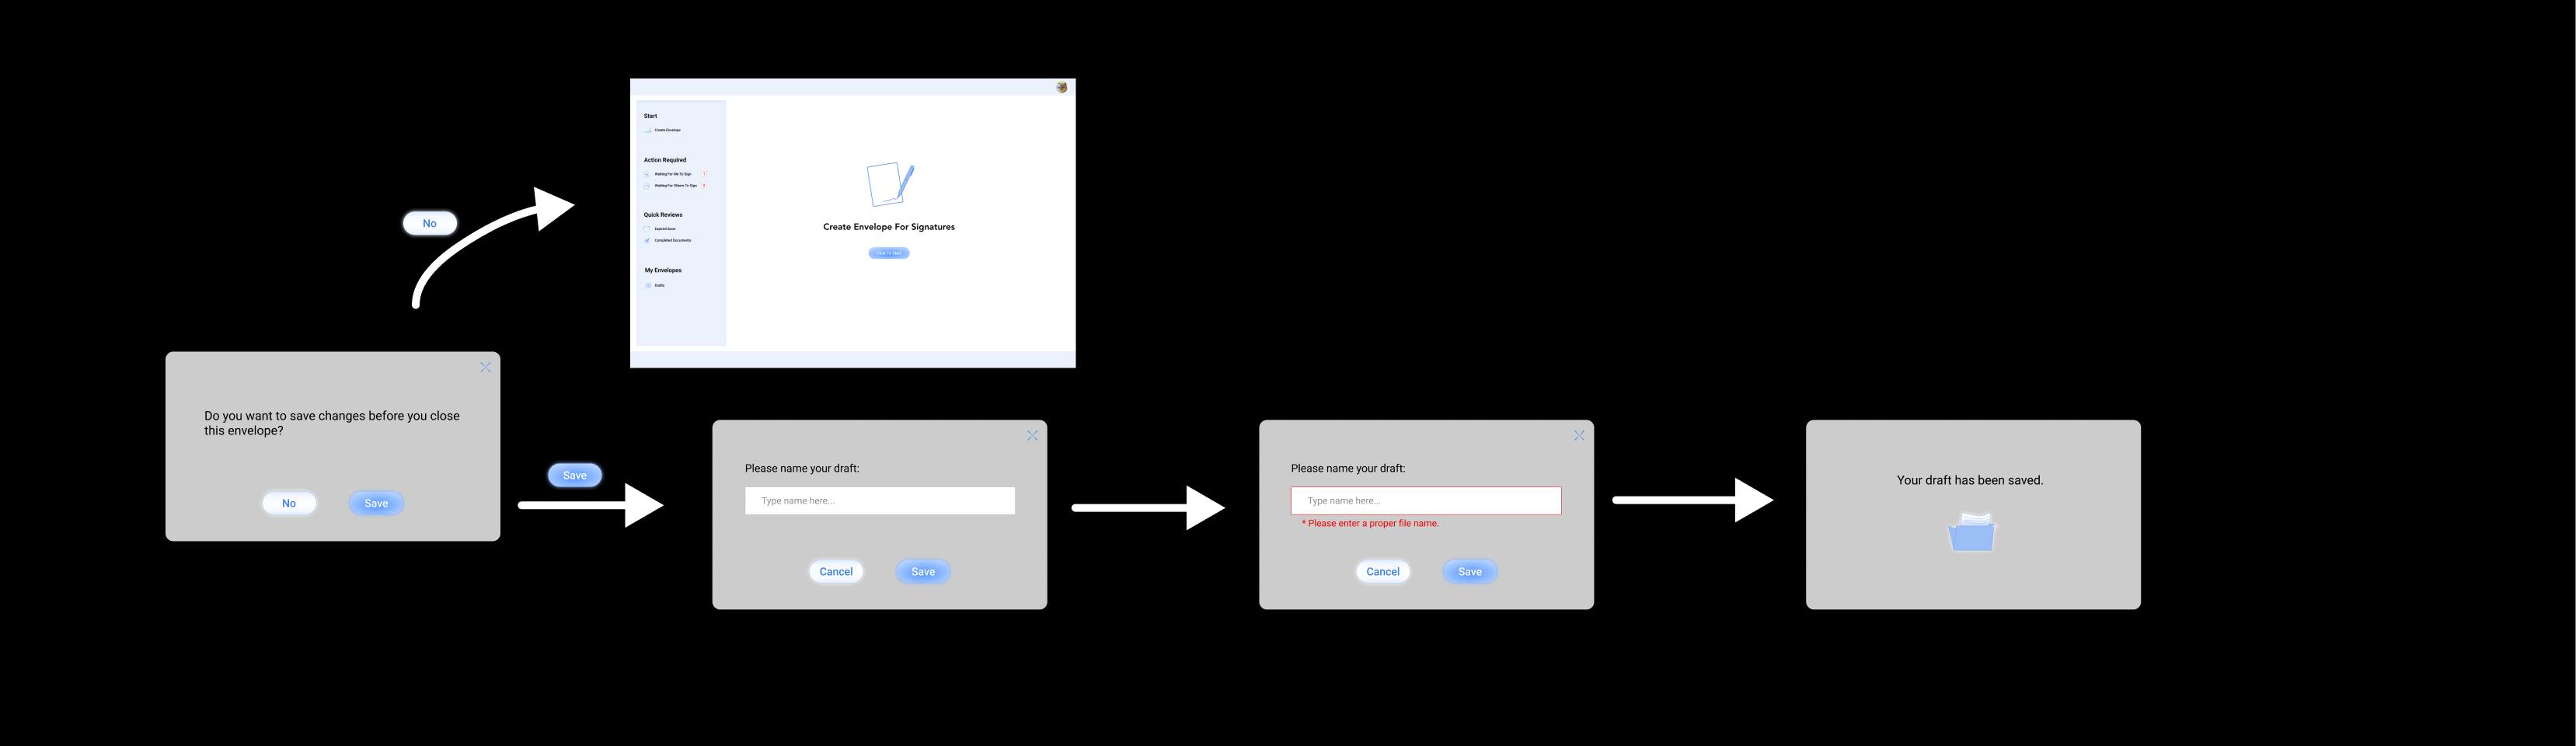 Start
Create Envelope
Action Required
Waiting For Me To Sign
Waiting For Others To Sign
Quick Reviews
Completed Documents
My Envelopes
Drafts
Create Envelope For Signatures
Click To Start
No
Do you want to save changes before you close
this envelope?
No
Save
Save
Please name your draft:
Type name here...
Cancel
Save
Please name your draft:
Type name here...
* Please enter a proper file name.
Cancel
Save
Your draft has been saved.